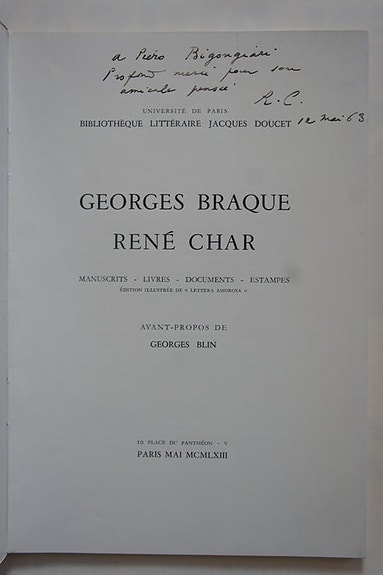 a Piero Bigongiari
Profond merci pour son
amicale pensée
R. C.
12 mai 63
UNIVERSITÉ DE PARIS
BIBLIOTHÈQUE LITTÉRAIRE JACQUES DOUCET
GEORGES BRAQUE
RENÉ CHAR
MANUSCRITS - LIVRES - DOCUMENTS - ESTAMPES
ÉDITION ILLUSTRÉE DE « LETTERA AMOROSA »
AVANT-PROPOS DE
GEORGES BLIN
10 PLACE DU PANTHÉON - V
PARIS MAI MCMLXIII